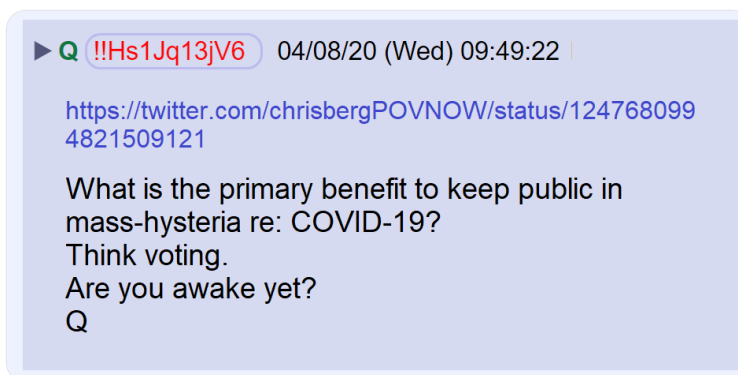 ▶ Q !!Hs1Jq13jV6 04/08/20 (Wed) 09:49:22
https://twitter.com/chrisbergPOVNOW/status/124768099
4821509121
What is the primary benefit to keep public in
mass-hysteria re: COVID-19?
Think voting.
Are you awake yet?
Q